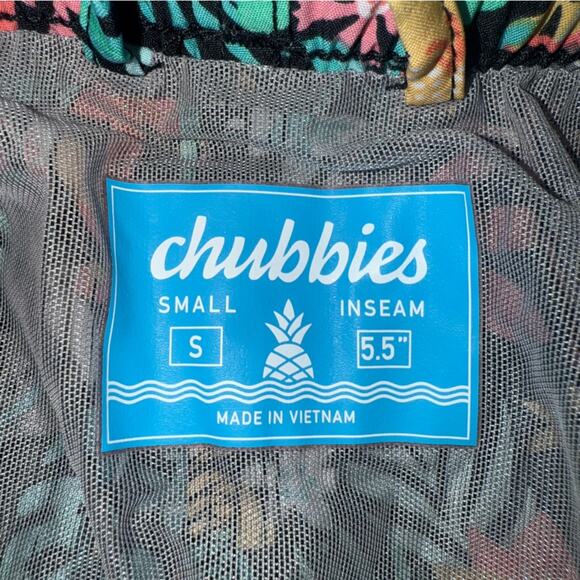 chubbies
SMALL INSEAM
S 5.5"
MADE IN VIETNAM